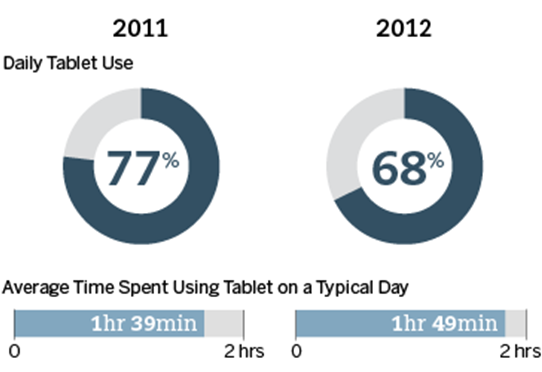 2011 2012
Daily Tablet Use
77% 68%
Average Time Spent Using Tablet on a Typical Day
1hr 39min 1hr 49min
0 2 hrs 0 2 hrs